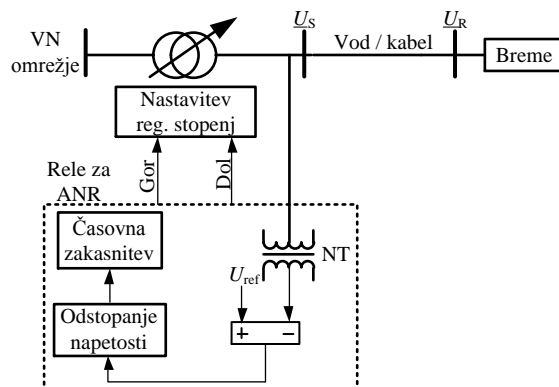 VN
omrežje
U_S
Vod / kabel
U_R
Breme
Nastavitev
reg. stopenj
Gor
Dol
Rele za
ANR
Časovna
zakasnitev
NT
U_ref
Odstopanje
napetosti
+ −